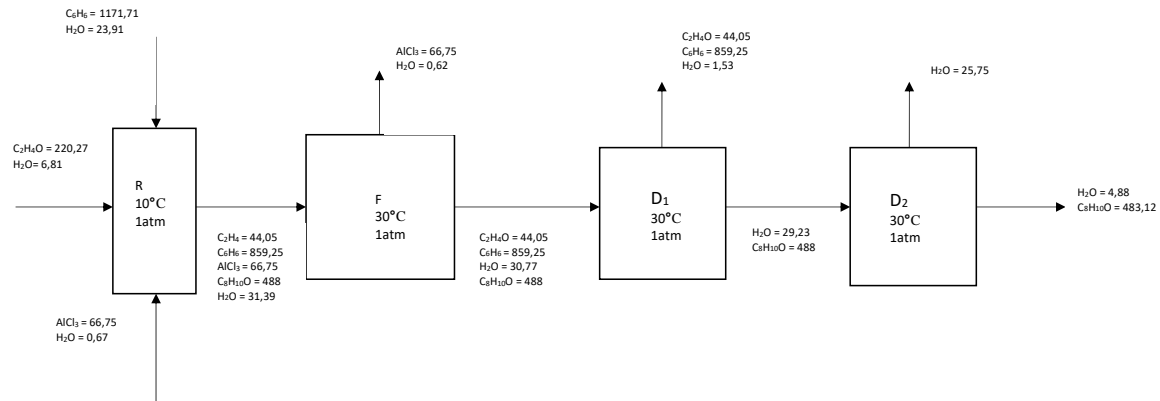 C₆H₆ = 1171,71
H₂O = 23,91
AlCl₃ = 66,75
H₂O = 0,62
C₂H₄O = 44,05
C₆H₆ = 859,25
H₂O = 1,53
H₂O = 25,75
C₂H₄O = 220,27
H₂O= 6,81
R
10°C
1atm
F
30°C
1atm
D₁
30°C
1atm
D₂
30°C
1atm
H₂O = 4,88
C₈H₁₀O = 483,12
C₂H₄ = 44,05
C₆H₆ = 859,25
AlCl₃ = 66,75
C₈H₁₀O = 488
H₂O = 31,39
C₂H₄O = 44,05
C₆H₆ = 859,25
H₂O = 30,77
C₈H₁₀O = 488
H₂O = 29,23
C₈H₁₀O = 488
AlCl₃ = 66,75
H₂O = 0,67